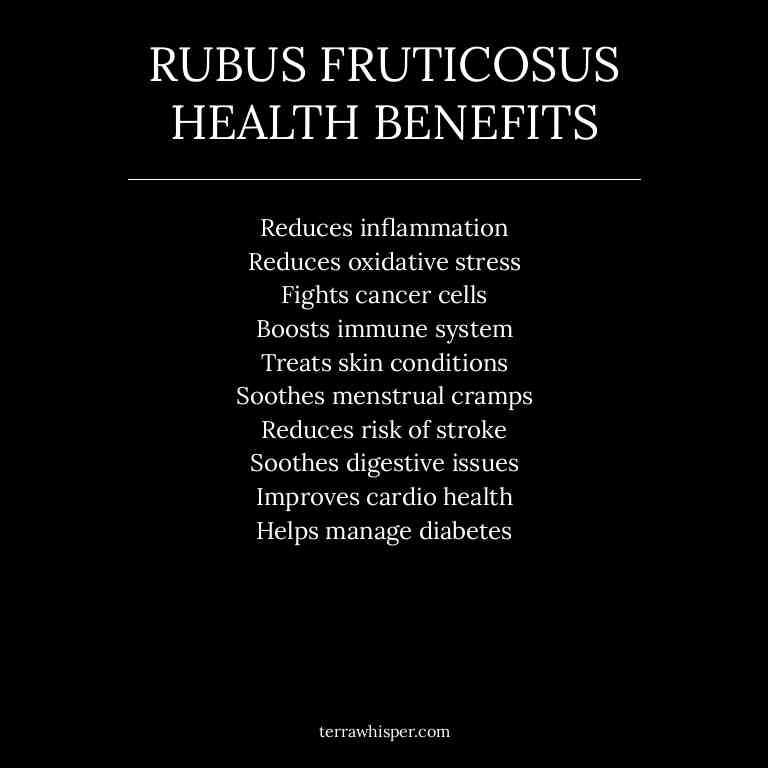 RUBUS FRUTICOSUS
HEALTH BENEFITS
Reduces inflammation
Reduces oxidative stress
Fights cancer cells
Boosts immune system
Treats skin conditions
Soothes menstrual cramps
Reduces risk of stroke
Soothes digestive issues
Improves cardio health
Helps manage diabetes
terrawhisper.com